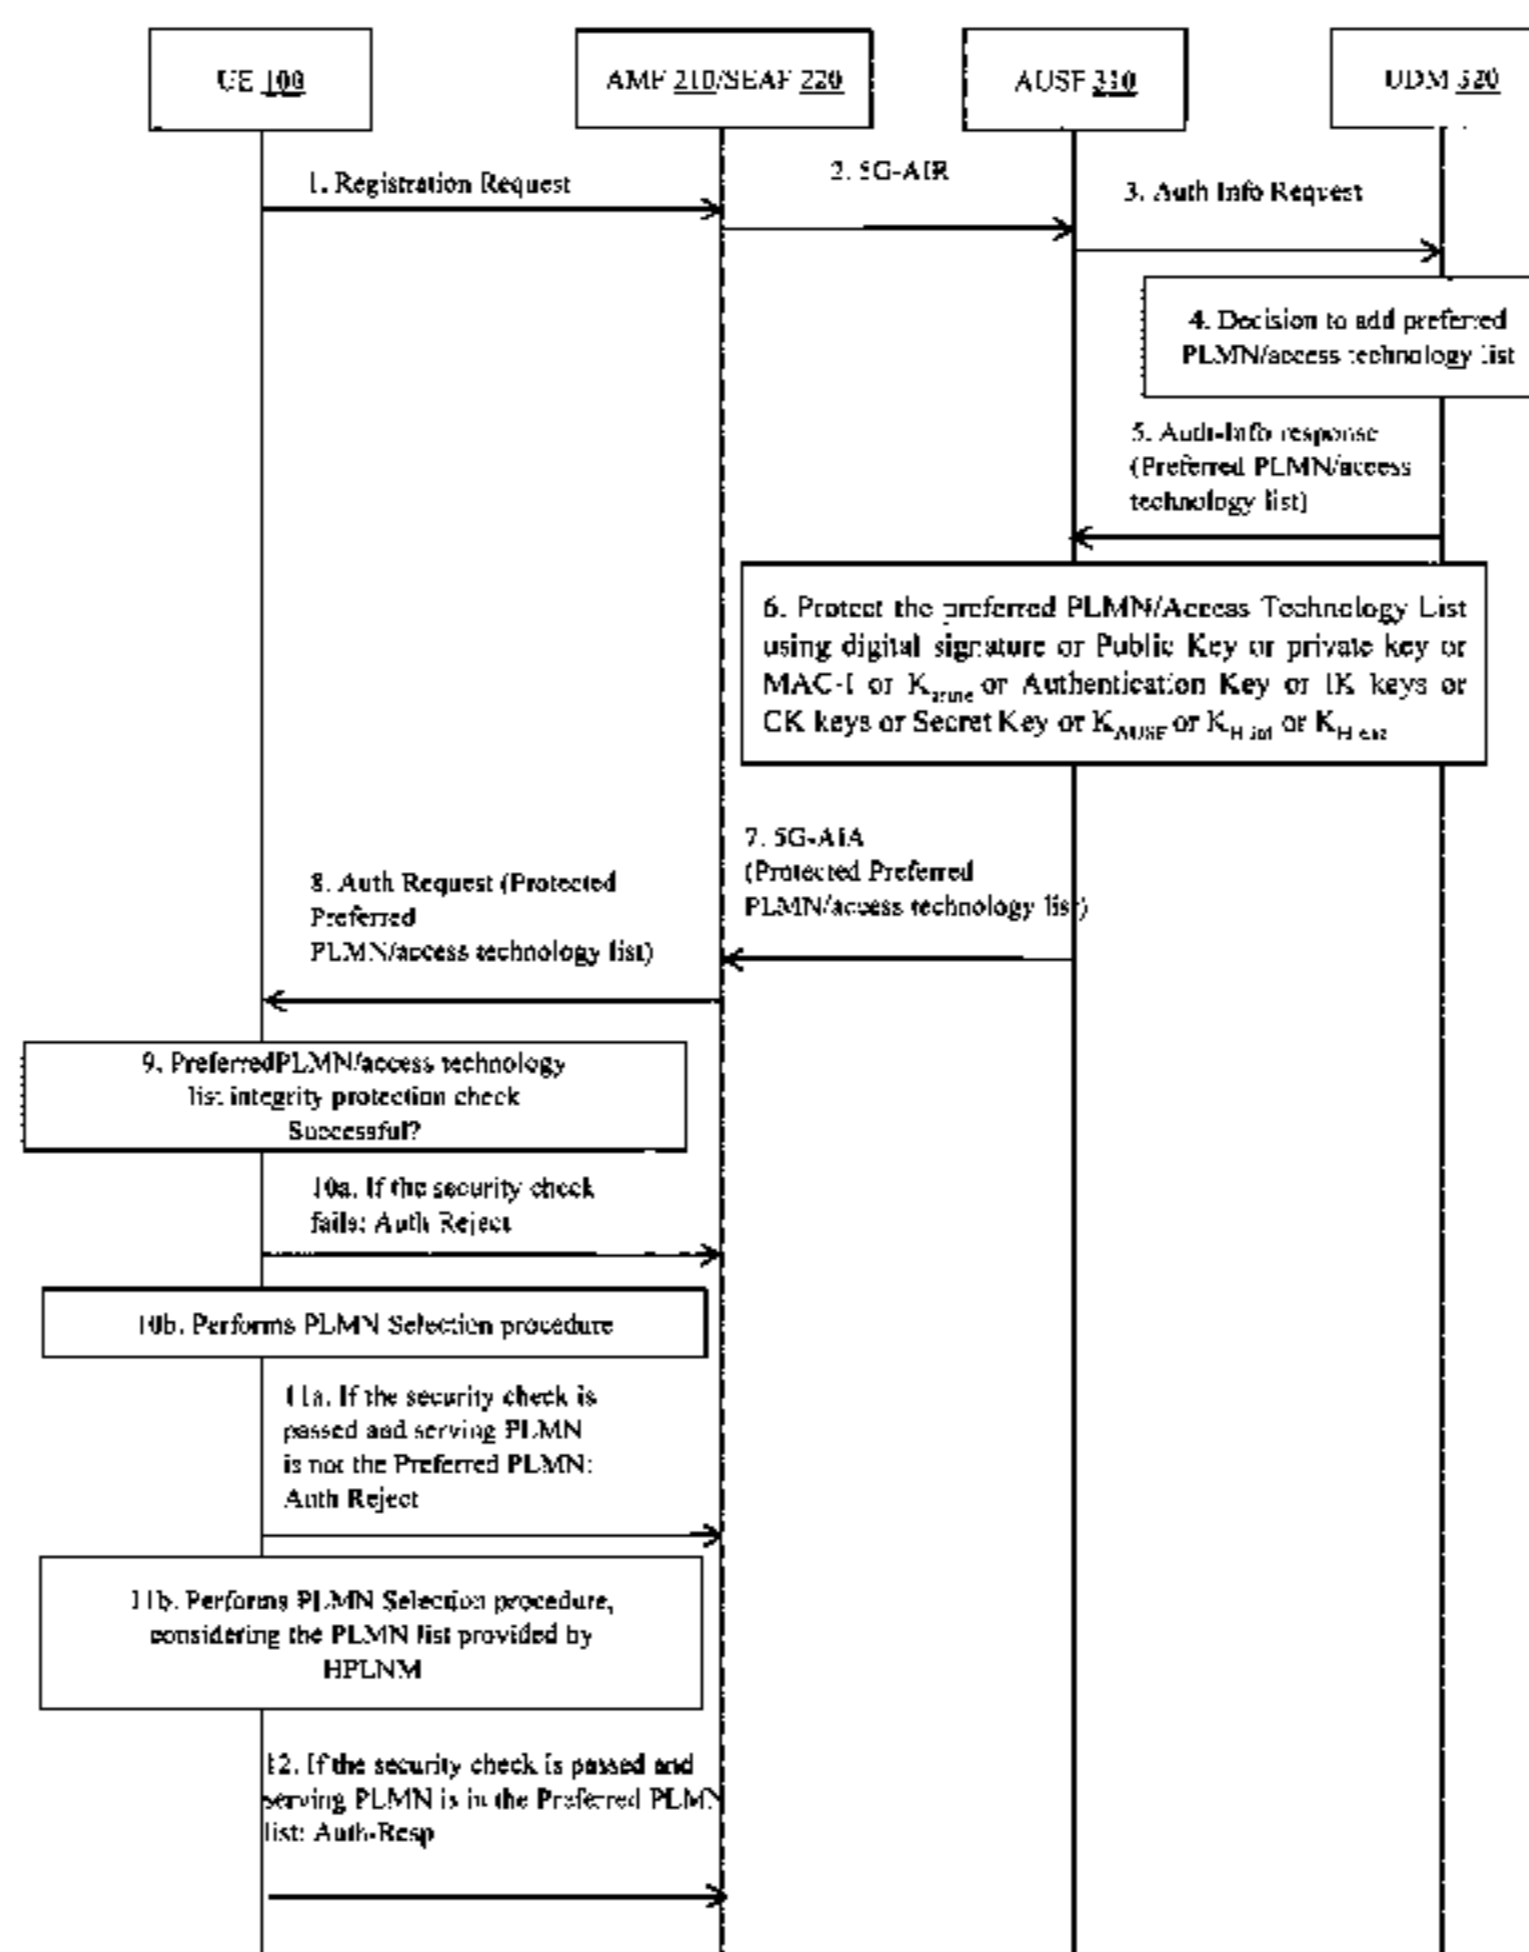 UE 100
AMF 210/SEAF 220
AUSF 310
UDM 320
1. Registration Request
2. 5G-AIR
3. Auth Info Request
4. Decision to add preferred
PLMN/access technology list
5. Auth-Info response
(Preferred PLMN/access
technology list)
6. Protect the preferred PLMN/Access Technology List
using digital signature or Public Key or private key or
MAC-I or Kasme or Authentication Key or IK keys or
CK keys or Secret Key or KAUSF or KH int or KH enc
7. 5G-AIA
(Protected Preferred
PLMN/access technology list)
8. Auth Request (Protected
Preferred
PLMN/access technology list)
9. PreferredPLMN/access technology
list integrity protection check
Successful?
10a. If the security check
fails: Auth Reject
10b. Performs PLMN Selection procedure
11a. If the security check is
passed and serving PLMN
is not the Preferred PLMN:
Auth Reject
11b. Performs PLMN Selection procedure,
considering the PLMN list provided by
HPLNM
12. If the security check is passed and
serving PLMN is in the Preferred PLMN
list: Auth-Resp